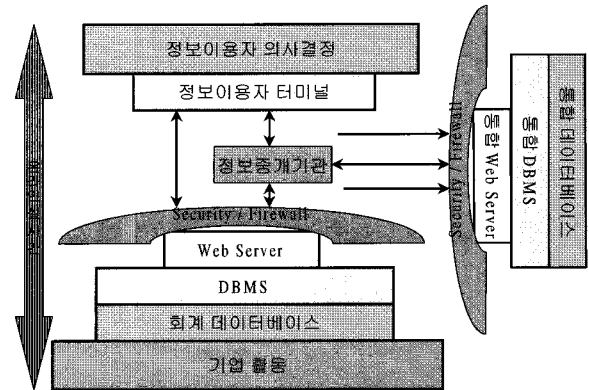 정보이용자 의사결정
정보이용자 터미널
정보중개기관
Security / Firewall
Web Server
DBMS
회계 데이터베이스
기업 활동
Security / Firewall
통합 Web Server
통합 DBMS
통합 데이터베이스